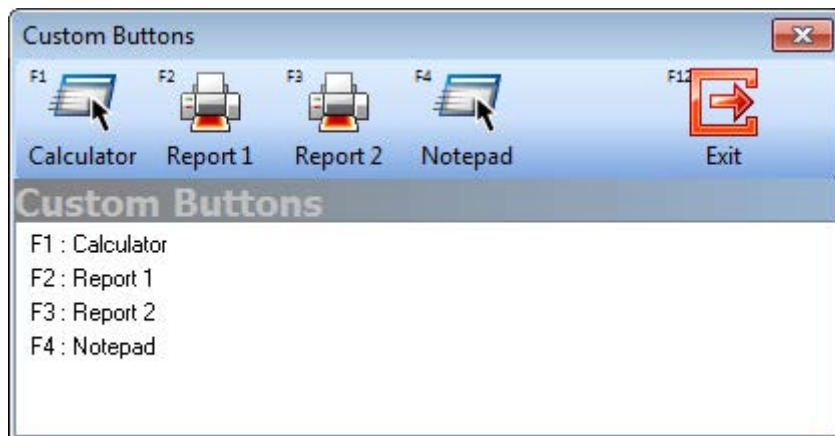 Custom Buttons
F1 F2 F3 F4 F12
Calculator Report 1 Report 2 Notepad Exit
Custom Buttons
F1 : Calculator
F2 : Report 1
F3 : Report 2
F4 : Notepad